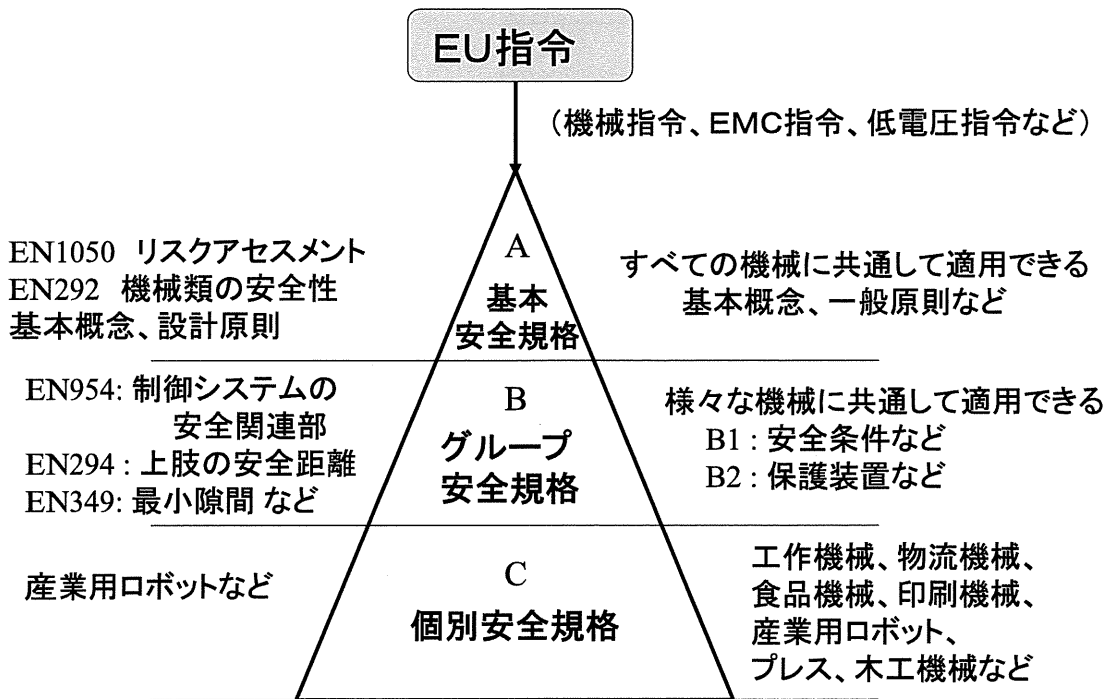 EU指令
（機械指令、EMC指令、低電圧指令など）
EN1050 リスクアセスメント
EN292 機械類の安全性
基本概念、設計原則
A
基本
安全規格
すべての機械に共通して適用できる
基本概念、一般原則など
EN954: 制御システムの
安全関連部
EN294 : 上肢の安全距離
EN349: 最小隙間 など
B
グループ
安全規格
様々な機械に共通して適用できる
B1 : 安全条件など
B2 : 保護装置など
産業用ロボットなど
C
個別安全規格
工作機械、物流機械、
食品機械、印刷機械、
産業用ロボット、
プレス、木工機械など